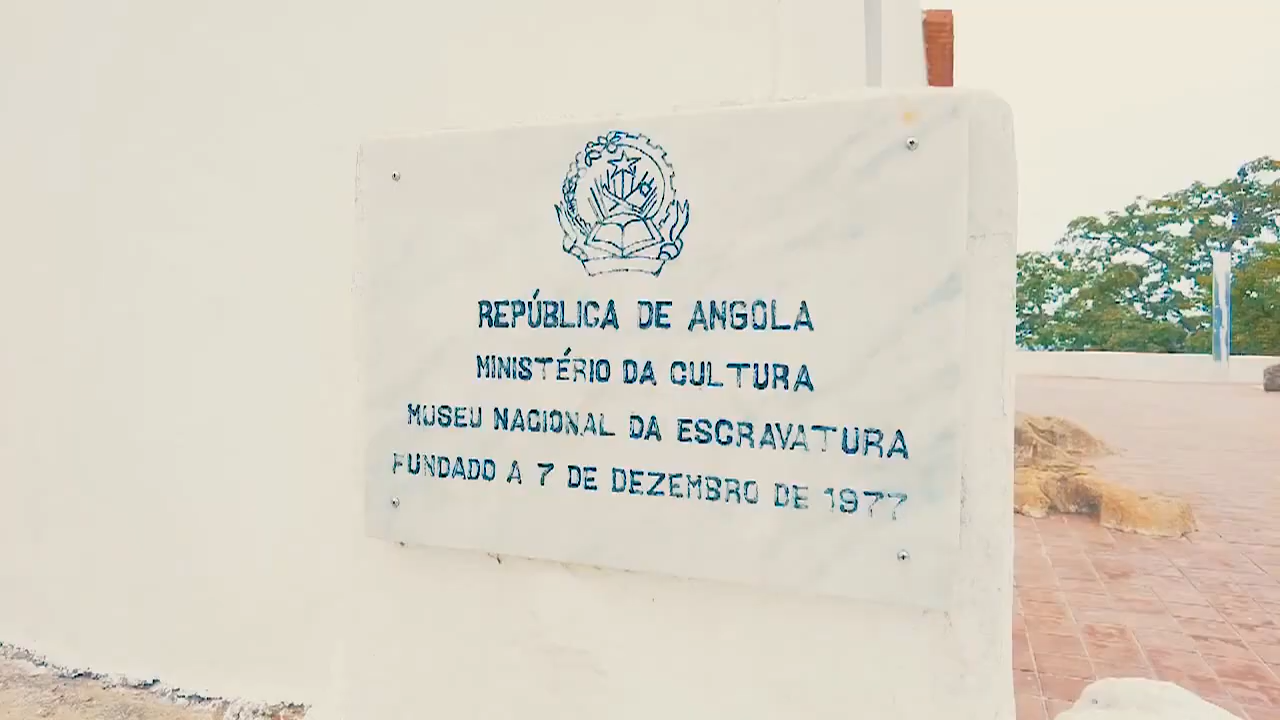 REPÚBLICA DE ANGOLA
MINISTÉRIO DA CULTURA
MUSEU NACIONAL DA ESCRAVATURA
FUNDADO A 7 DE DEZEMBRO DE 1977